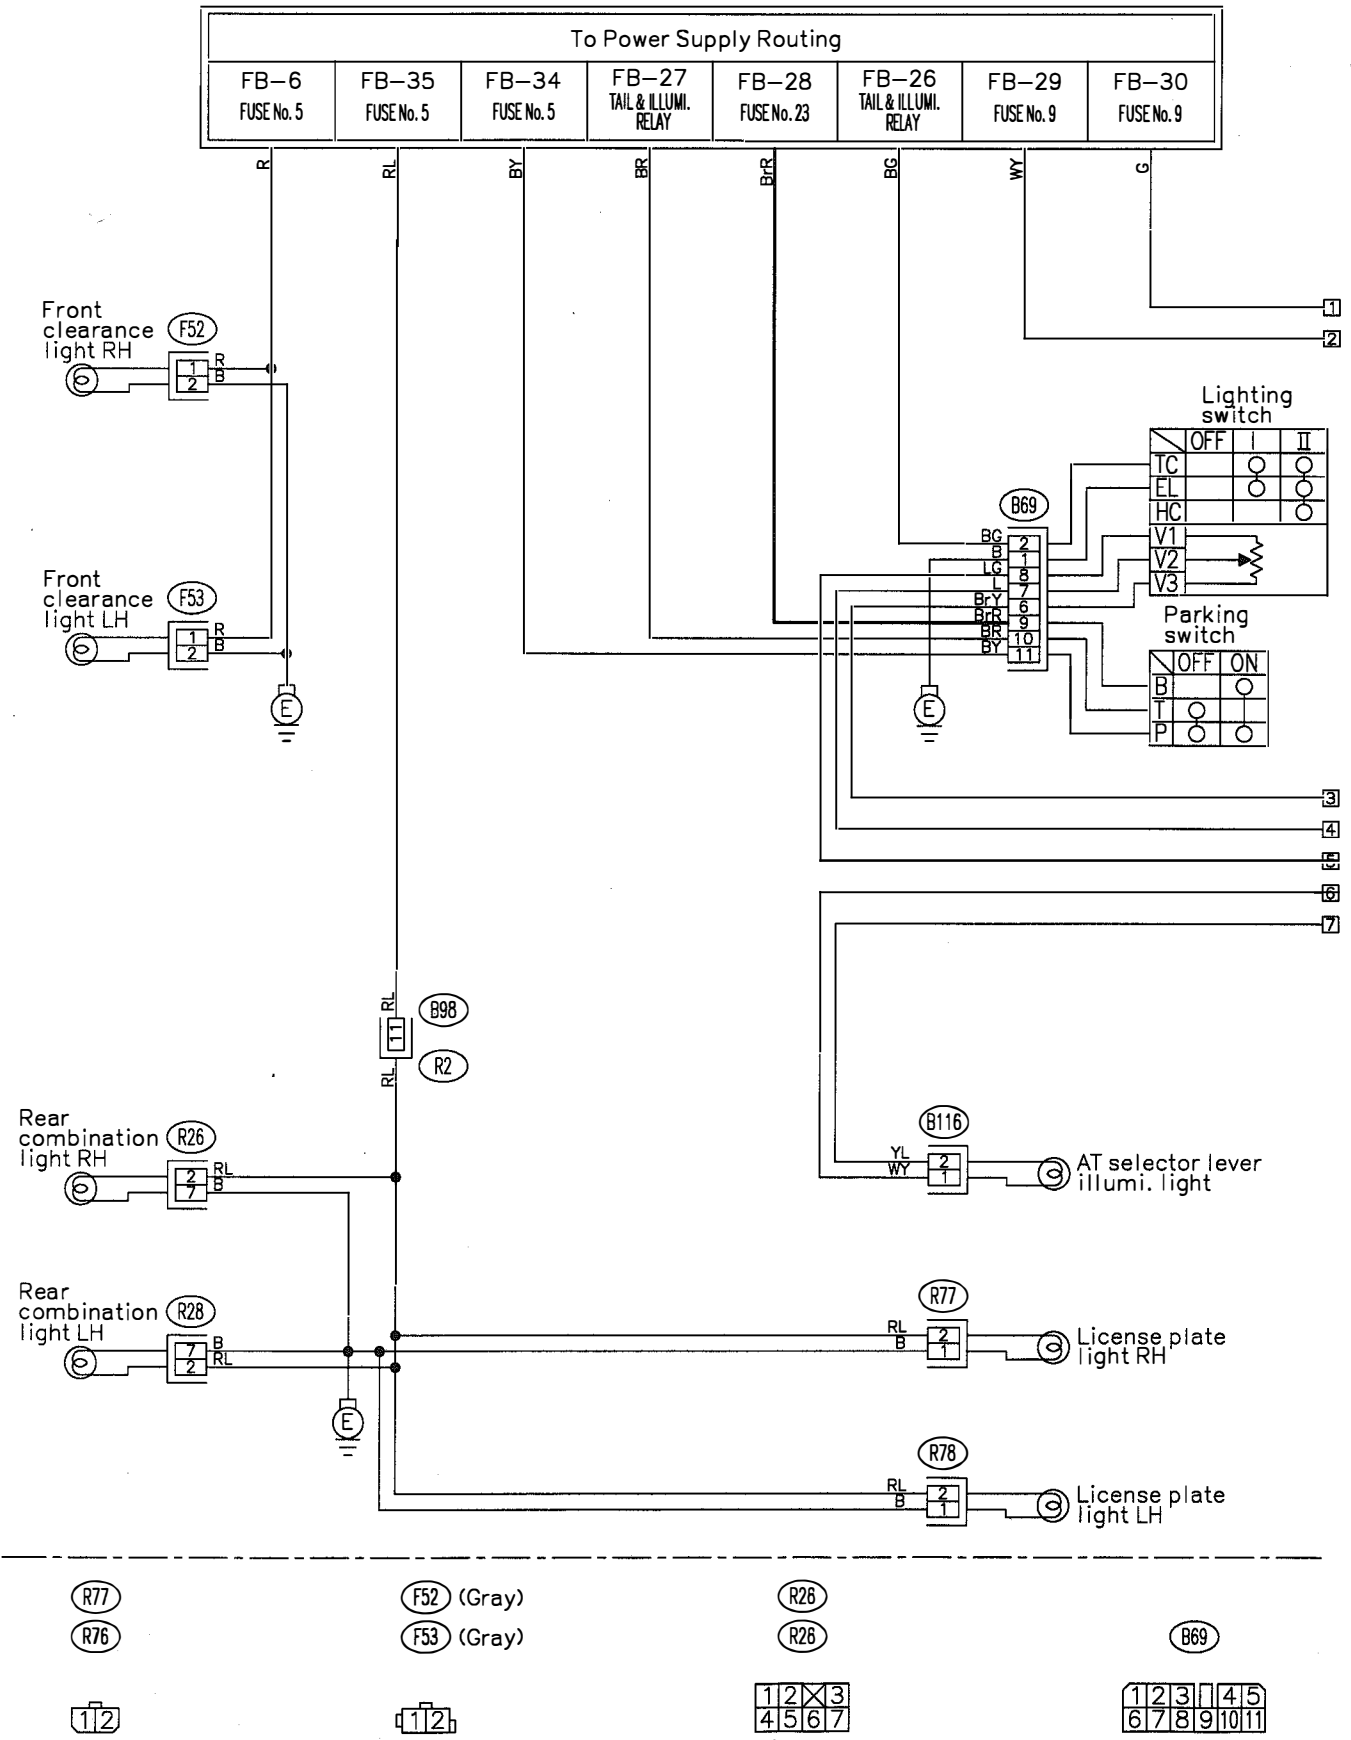 To Power Supply Routing
FB-6 FB-35 FB-34 FB-27 FB-28 FB-26 FB-29 FB-30
FUSE No. 5 FUSE No. 5 FUSE No. 5 TAIL & ILLUMI. RELAY FUSE No. 23 TAIL & ILLUMI. RELAY FUSE No. 9 FUSE No. 9
R RL BY BR BrR BG WY G
1
2
Front
clearance
light RH
F52
1 R
2 B
Lighting
switch
OFF I II
TC
EL
HC
V1
V2
V3
B69
BG 2
B 1
LG 8
L 7
BrY 6
BrR 9
BR 10
BY 11
Front
clearance
light LH
F53
1 R
2 B
E
E
Parking
switch
OFF ON
B
T
P
3
4
5
6
7
RL
11
B98
R2
RL
Rear
combination
light RH
R26
2 RL
7 B
B116
YL 2
WY 1
AT selector lever
illumi. light
Rear
combination
light LH
R28
7 B
2 RL
E
R77
RL 2
B 1
License plate
light RH
R78
RL 2
B 1
License plate
light LH
R77 F52 (Gray) R26
R76 F53 (Gray) R26 B69
1 2
1 2
1 2 3
4 5 6 7
1 2 3 4 5
6 7 8 9 10 11